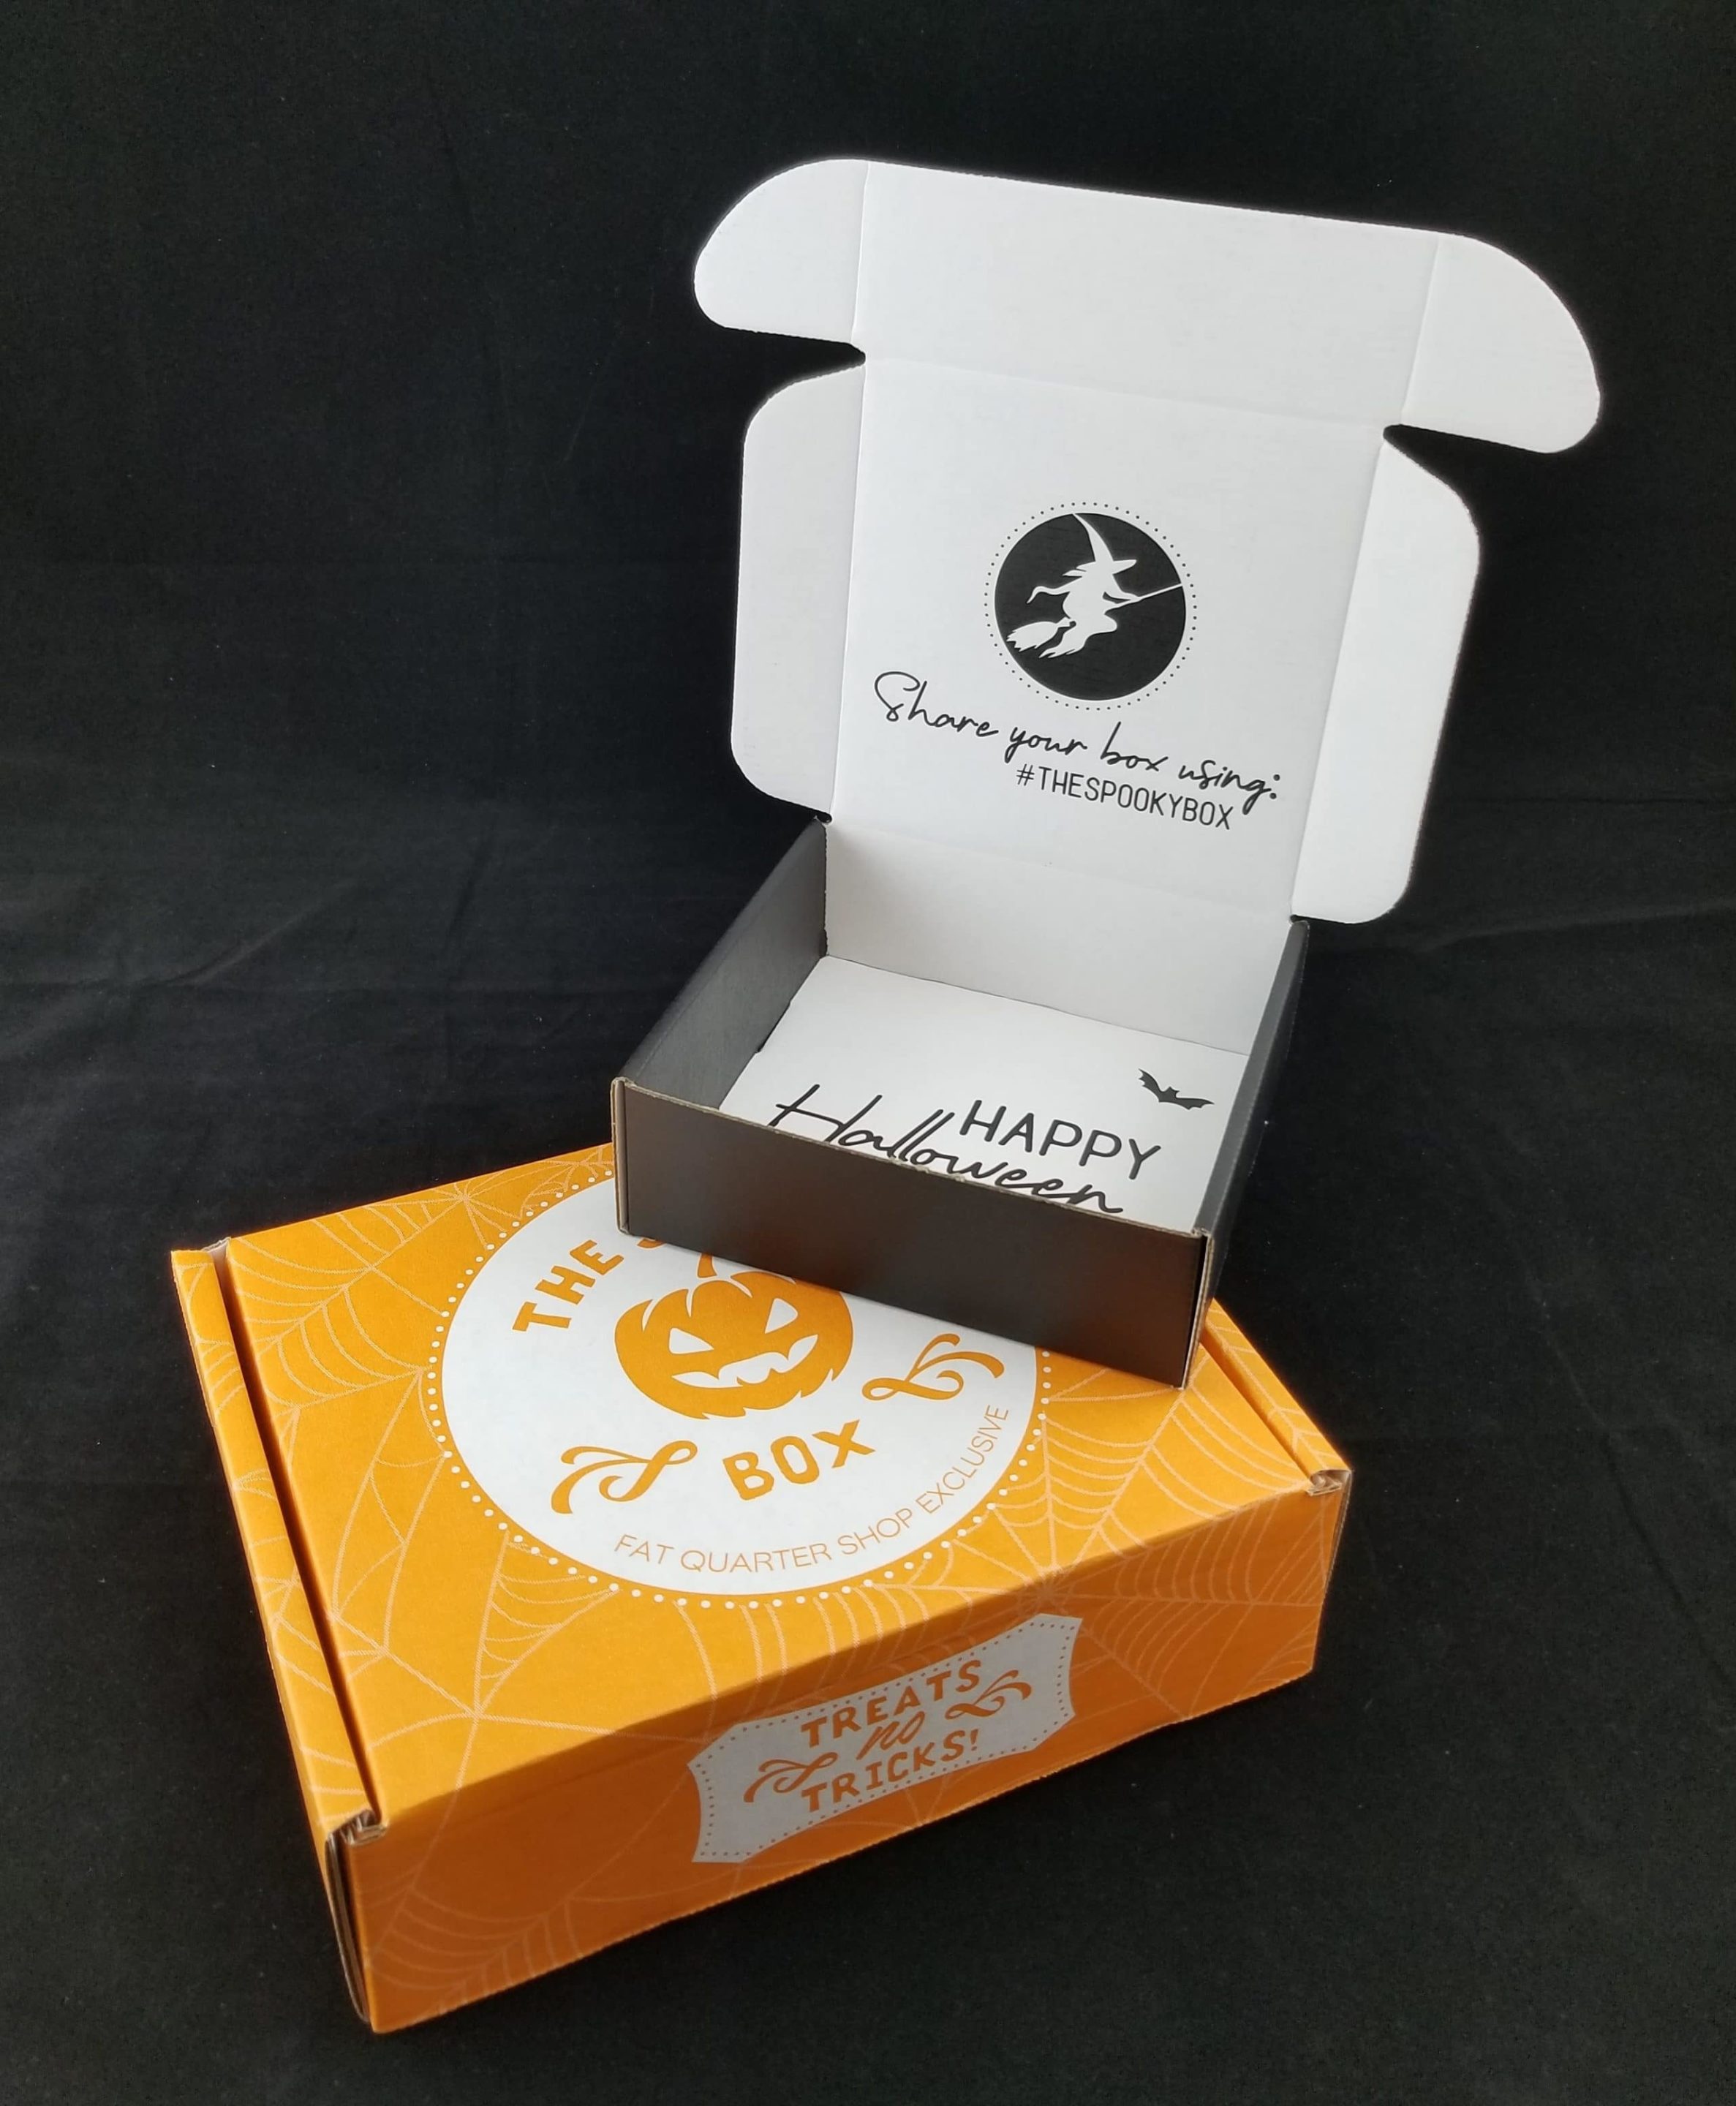 Share your box using:
#THESPOOKYBOX
HAPPY
Halloween
THE
BOX
FAT QUARTER SHOP EXCLUSIVE
TREATS
no
TRICKS!